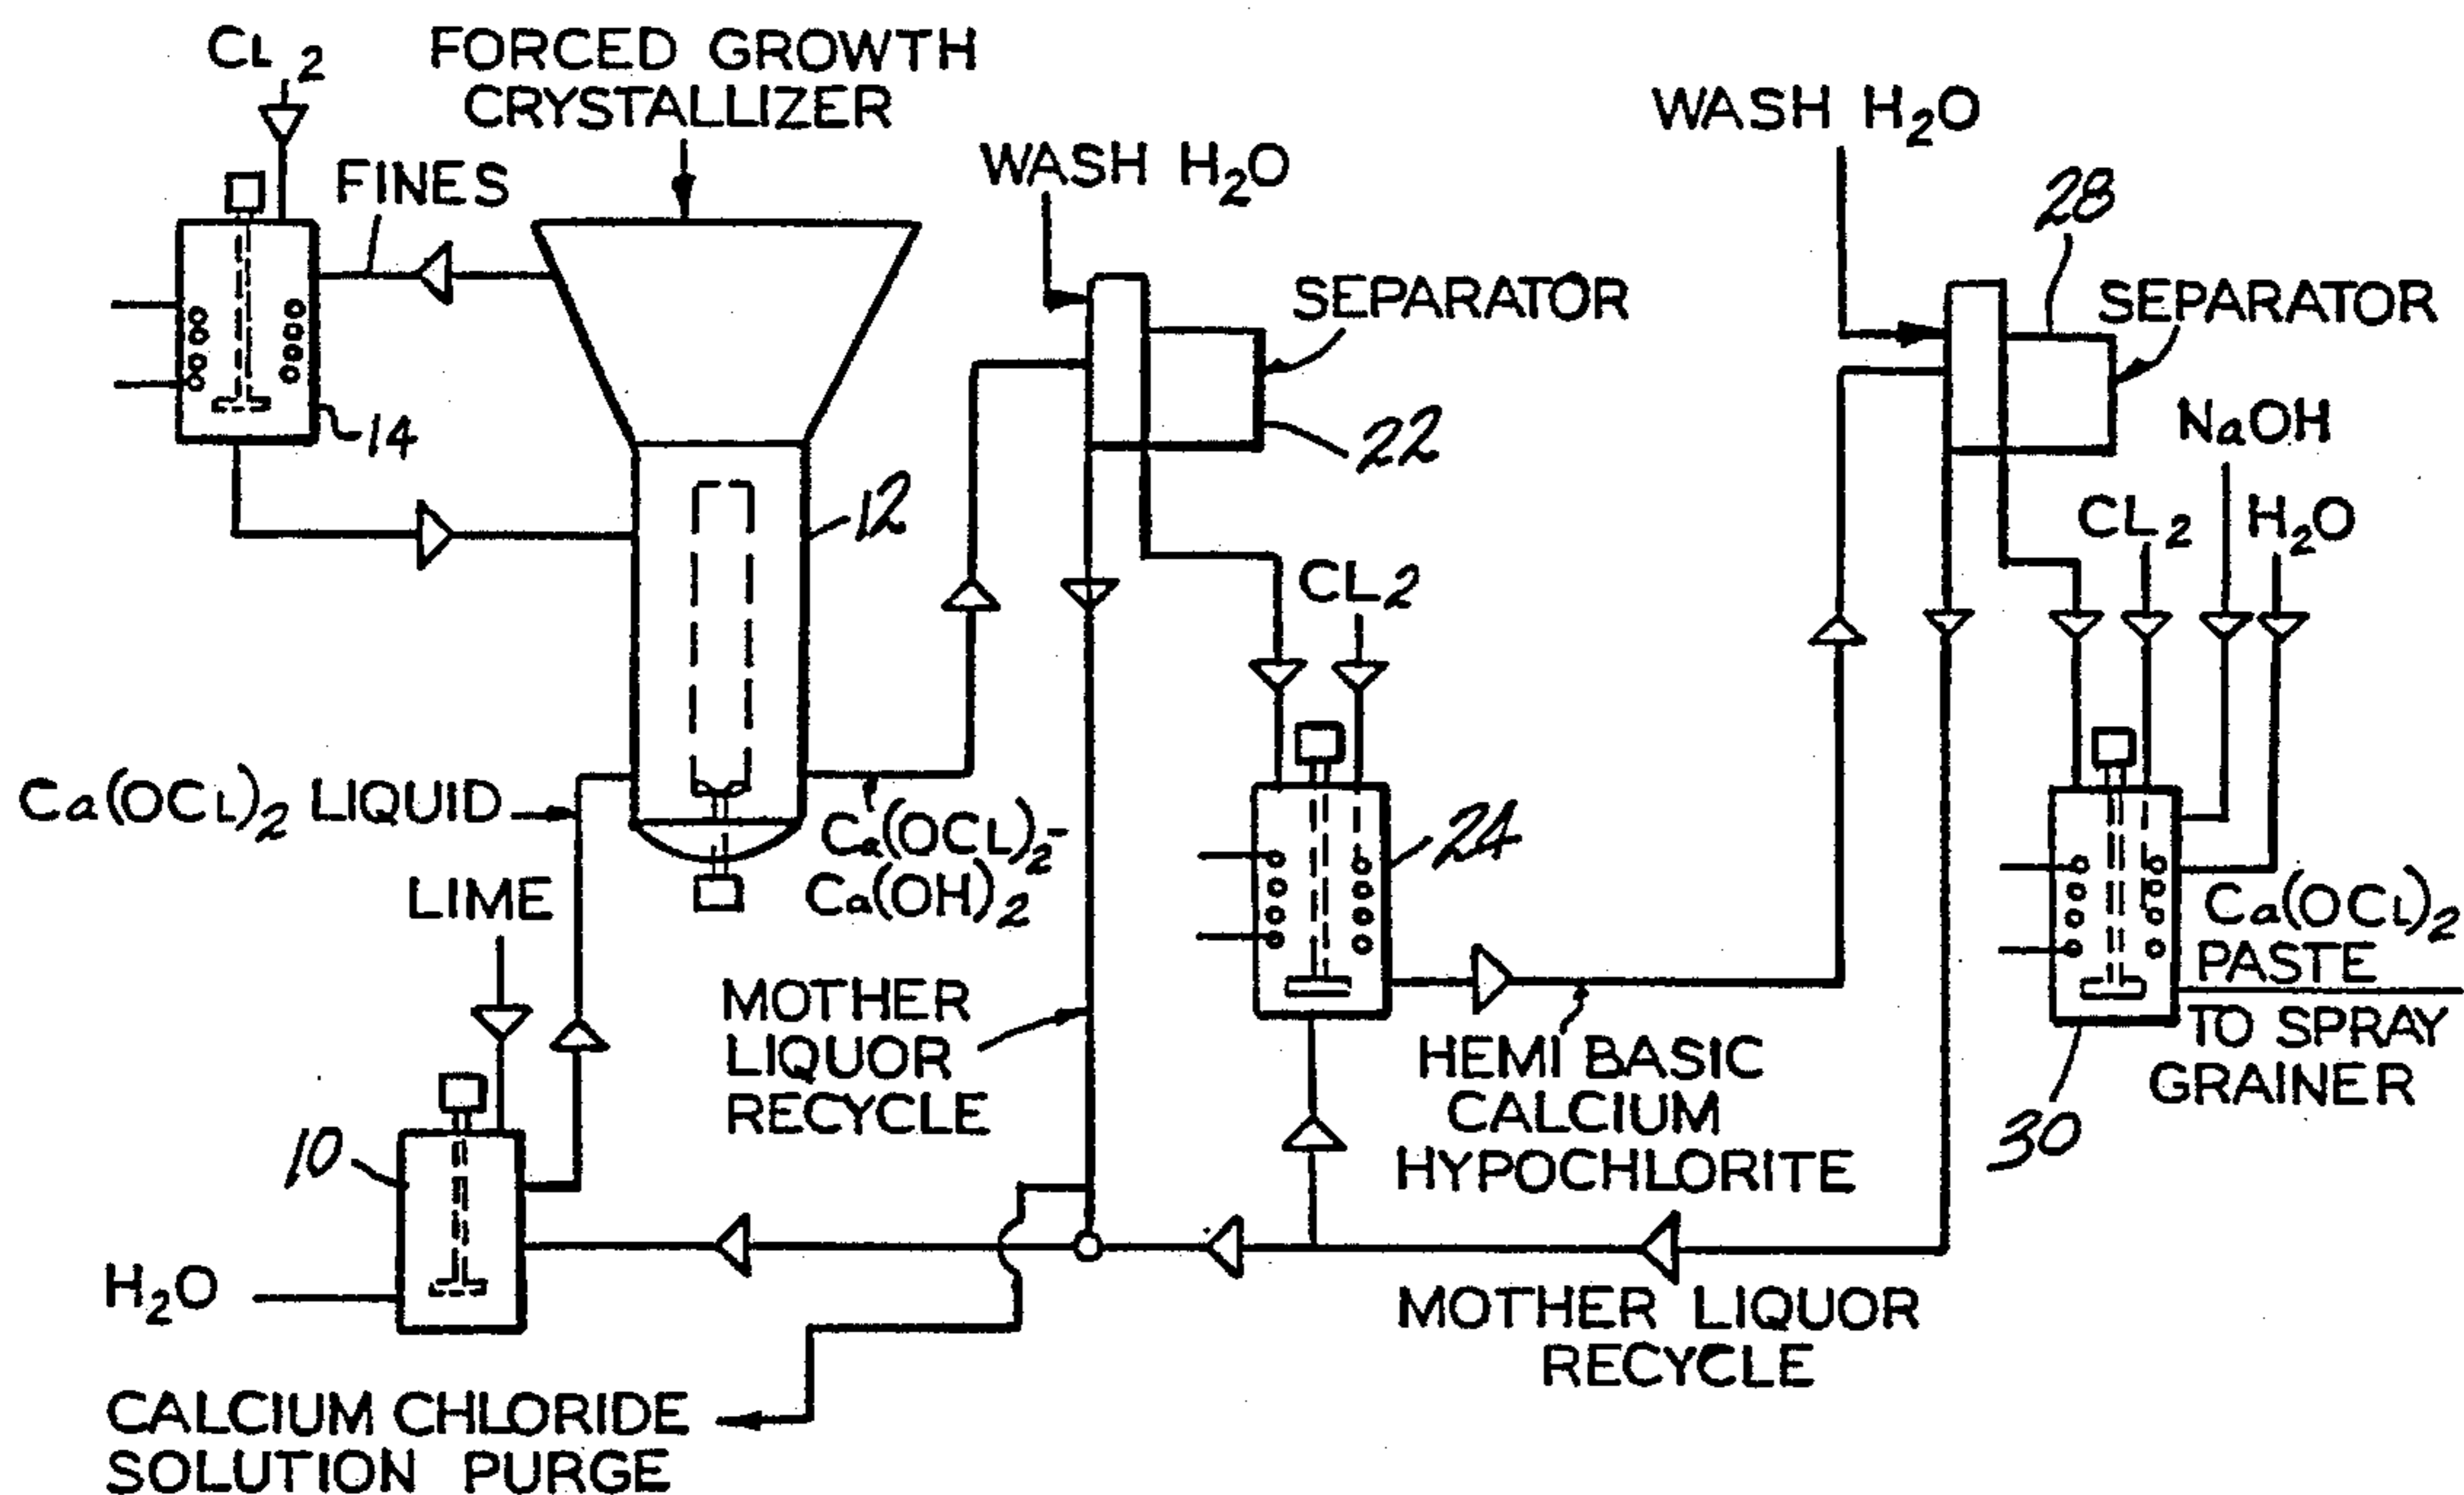 CL2
FORCED GROWTH
CRYSTALLIZER
FINES
14
12
WASH H2O
SEPARATOR
22
WASH H2O
28
SEPARATOR
NaOH
CL2
H2O
CL2
24
Ca(OCL)2 LIQUID
LIME
10
H2O
Ca(OCL)2-
Ca(OH)2
MOTHER
LIQUOR
RECYCLE
HEMI BASIC
CALCIUM
HYPOCHLORITE
Ca(OCL)2
PASTE
TO SPRAY
GRAINER
30
MOTHER LIQUOR
RECYCLE
CALCIUM CHLORIDE
SOLUTION PURGE